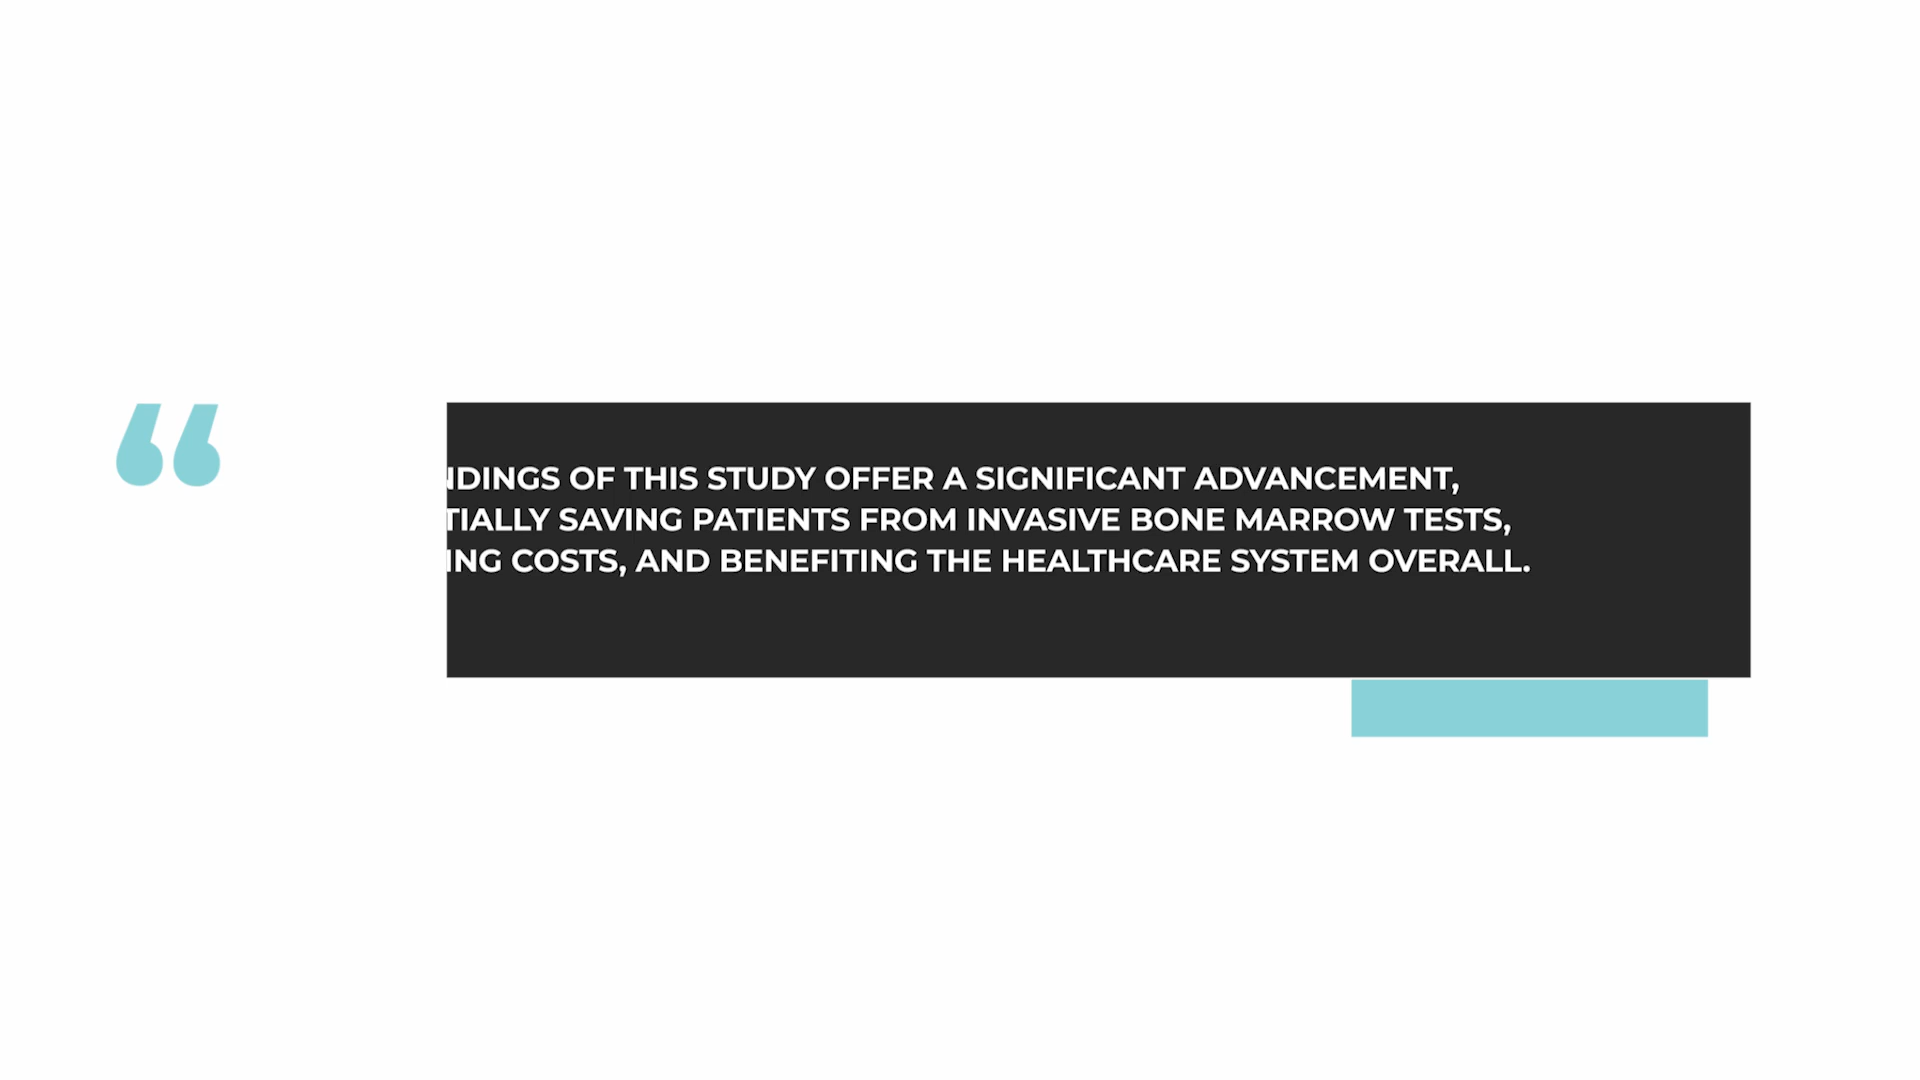 NDINGS OF THIS STUDY OFFER A SIGNIFICANT ADVANCEMENT,
TIALLY SAVING PATIENTS FROM INVASIVE BONE MARROW TESTS,
ING COSTS, AND BENEFITING THE HEALTHCARE SYSTEM OVERALL.